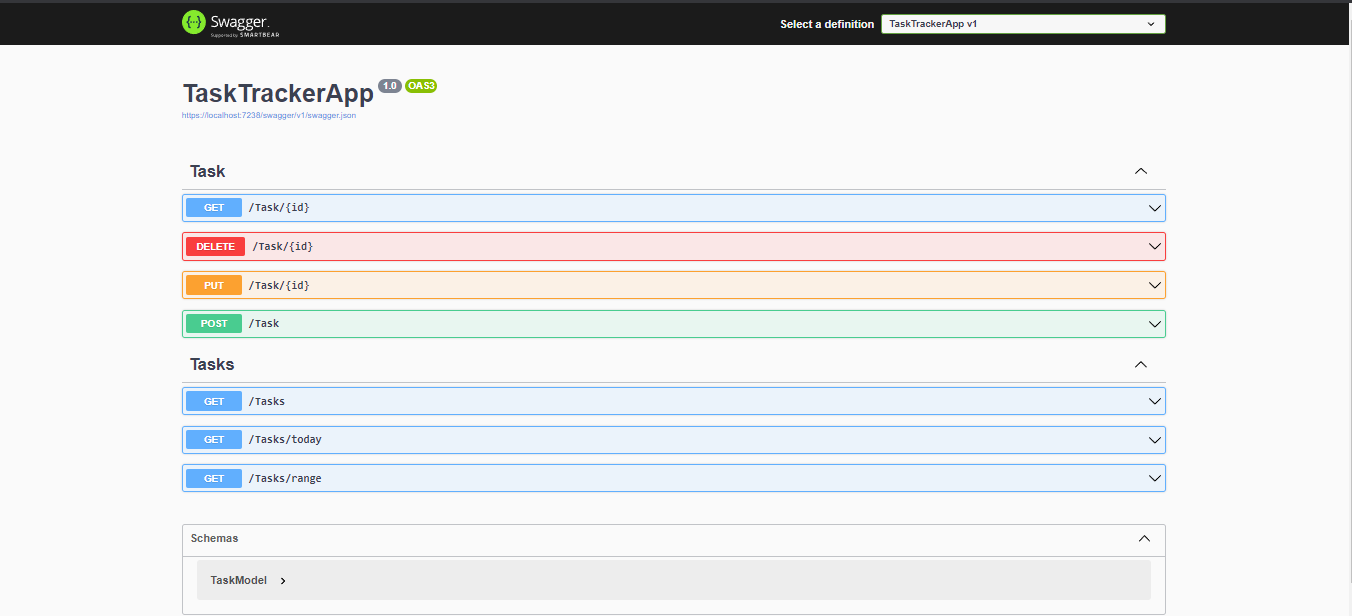 Swagger.
Supported by SMARTBEAR
Select a definition
TaskTrackerApp v1
TaskTrackerApp 1.0 OAS3
https://localhost:7238/swagger/v1/swagger.json
Task
GET /Task/{id}
DELETE /Task/{id}
PUT /Task/{id}
POST /Task
Tasks
GET /Tasks
GET /Tasks/today
GET /Tasks/range
Schemas
TaskModel